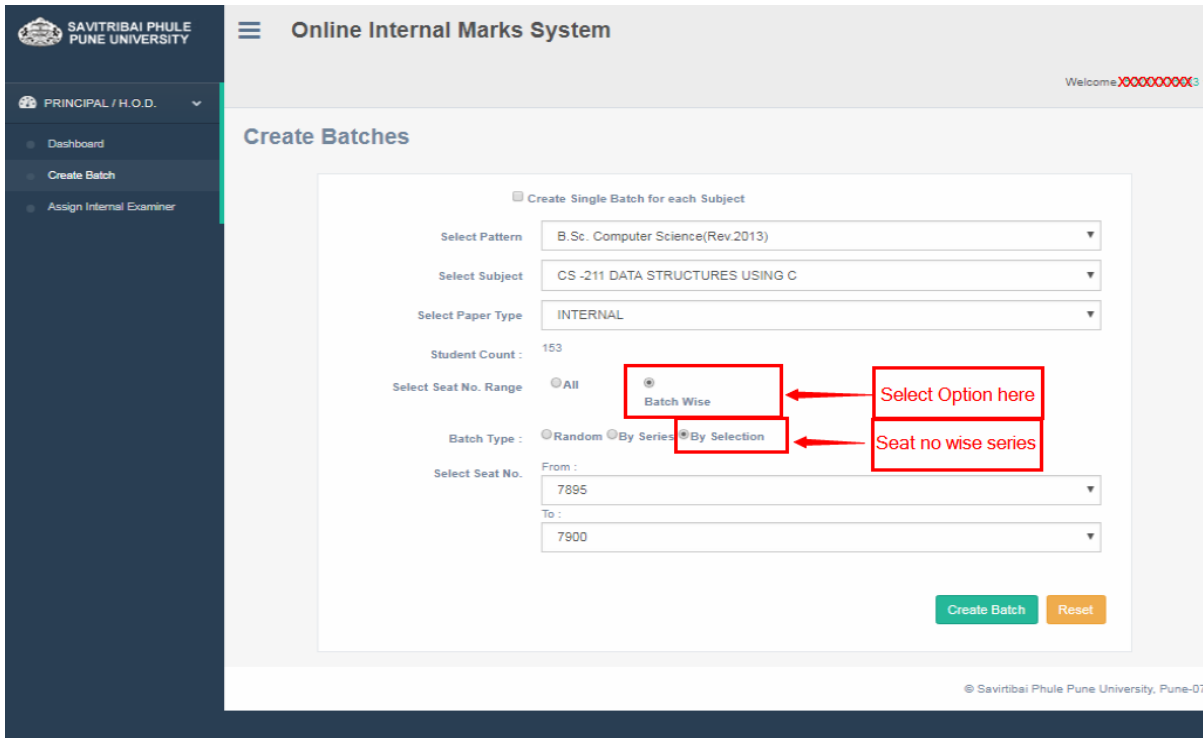 SAVITRIBAI PHULE
PUNE UNIVERSITY
Online Internal Marks System
Welcome
PRINCIPAL / H.O.D.
Dashboard
Create Batch
Assign Internal Examiner
Create Batches
Create Single Batch for each Subject
Select Pattern B.Sc. Computer Science(Rev.2013)
Select Subject CS -211 DATA STRUCTURES USING C
Select Paper Type INTERNAL
Student Count : 153
Select Seat No. Range All Batch Wise
Select Option here
Batch Type : Random By Series By Selection
Seat no wise series
Select Seat No. From :
7895
To :
7900
Create Batch Reset
© Savirtibai Phule Pune University, Pune-07